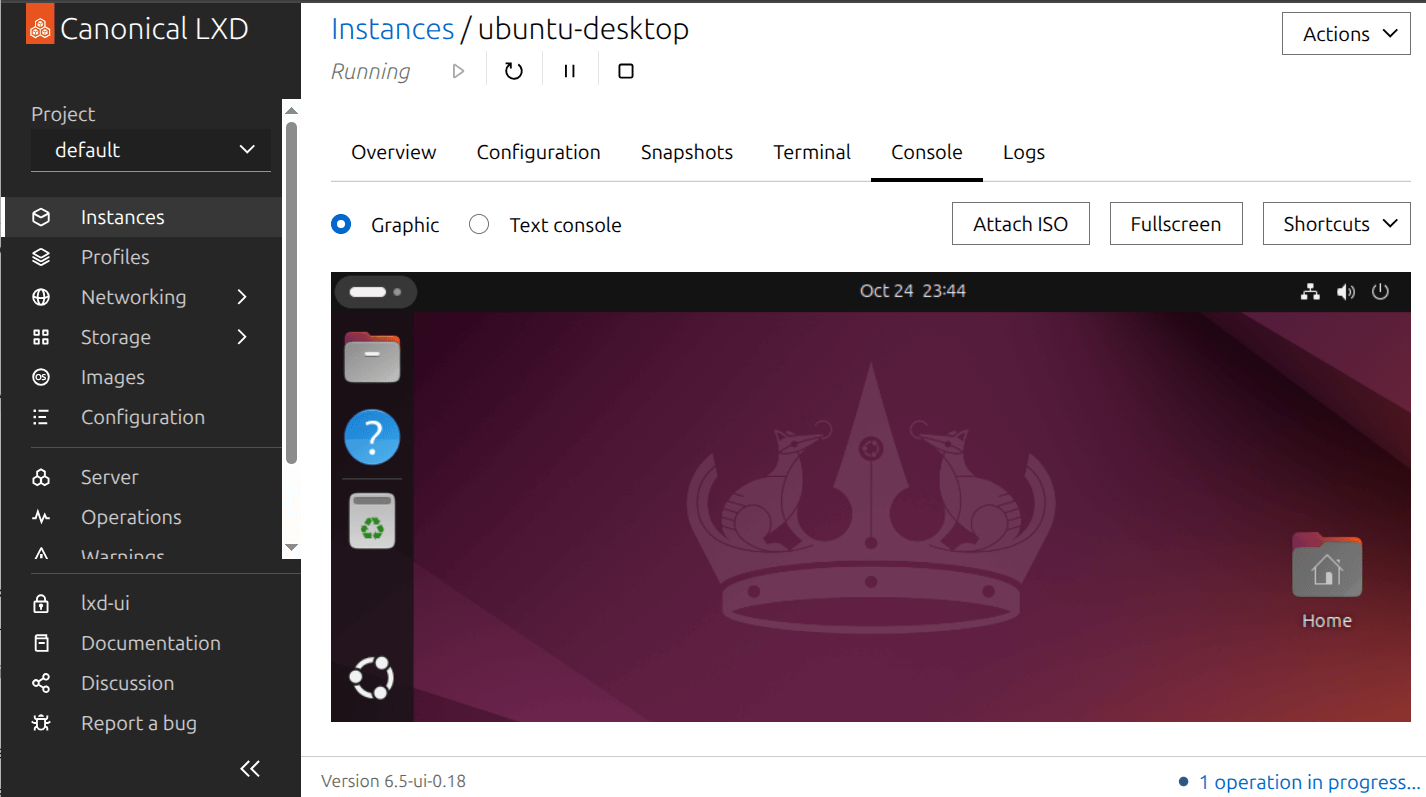 Canonical LXD
Project
default
Instances
Profiles
Networking
Storage
Images
Configuration
Server
Operations
Warnings
lxd-ui
Documentation
Discussion
Report a bug
Instances / ubuntu-desktop
Actions
Running
Overview Configuration Snapshots Terminal Console Logs
Graphic Text console Attach ISO Fullscreen Shortcuts
Oct 24 23:44
?
Home
Version 6.5-ui-0.18
1 operation in progress...